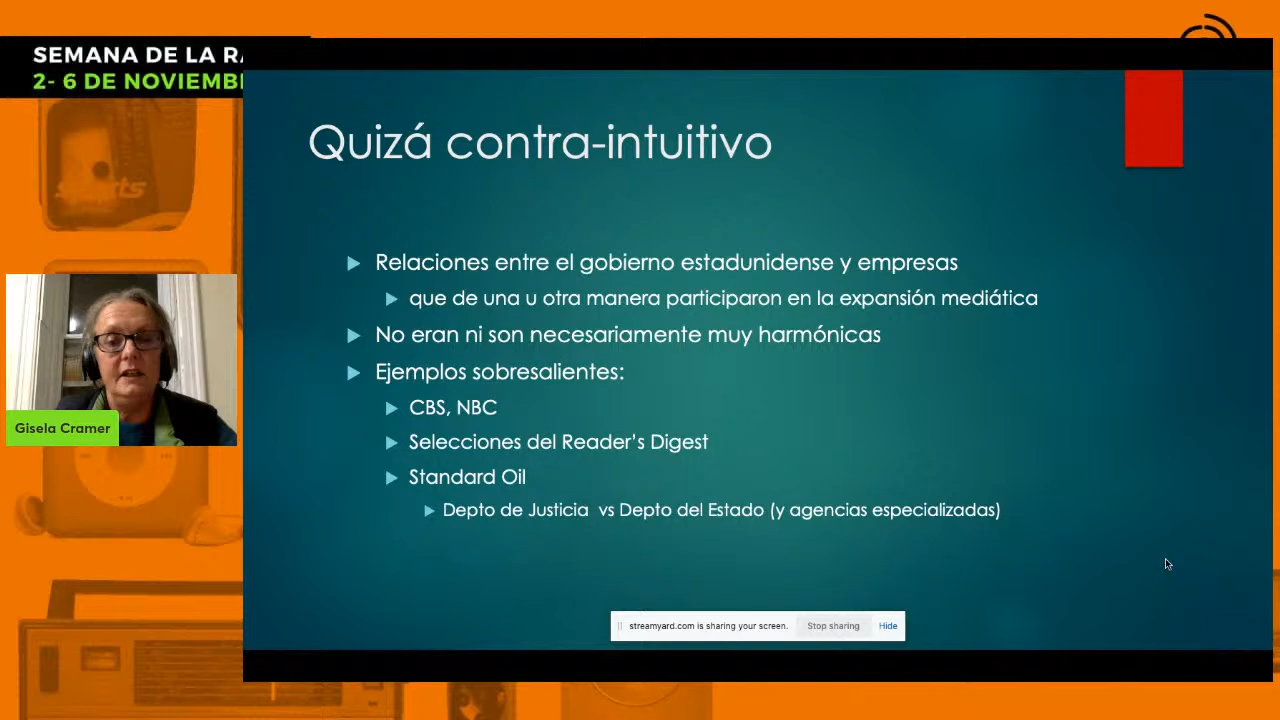 SEMANA DE LA RA
2- 6 DE NOVIEMB
Quizá contra-intuitivo
Relaciones entre el gobierno estadunidense y empresas
que de una u otra manera participaron en la expansión mediática
No eran ni son necesariamente muy harmónicas
Ejemplos sobresalientes:
CBS, NBC
Selecciones del Reader's Digest
Standard Oil
Depto de Justicia vs Depto del Estado (y agencias especializadas)
Gisela Cramer
streamyard.com is sharing your screen. Stop sharing Hide